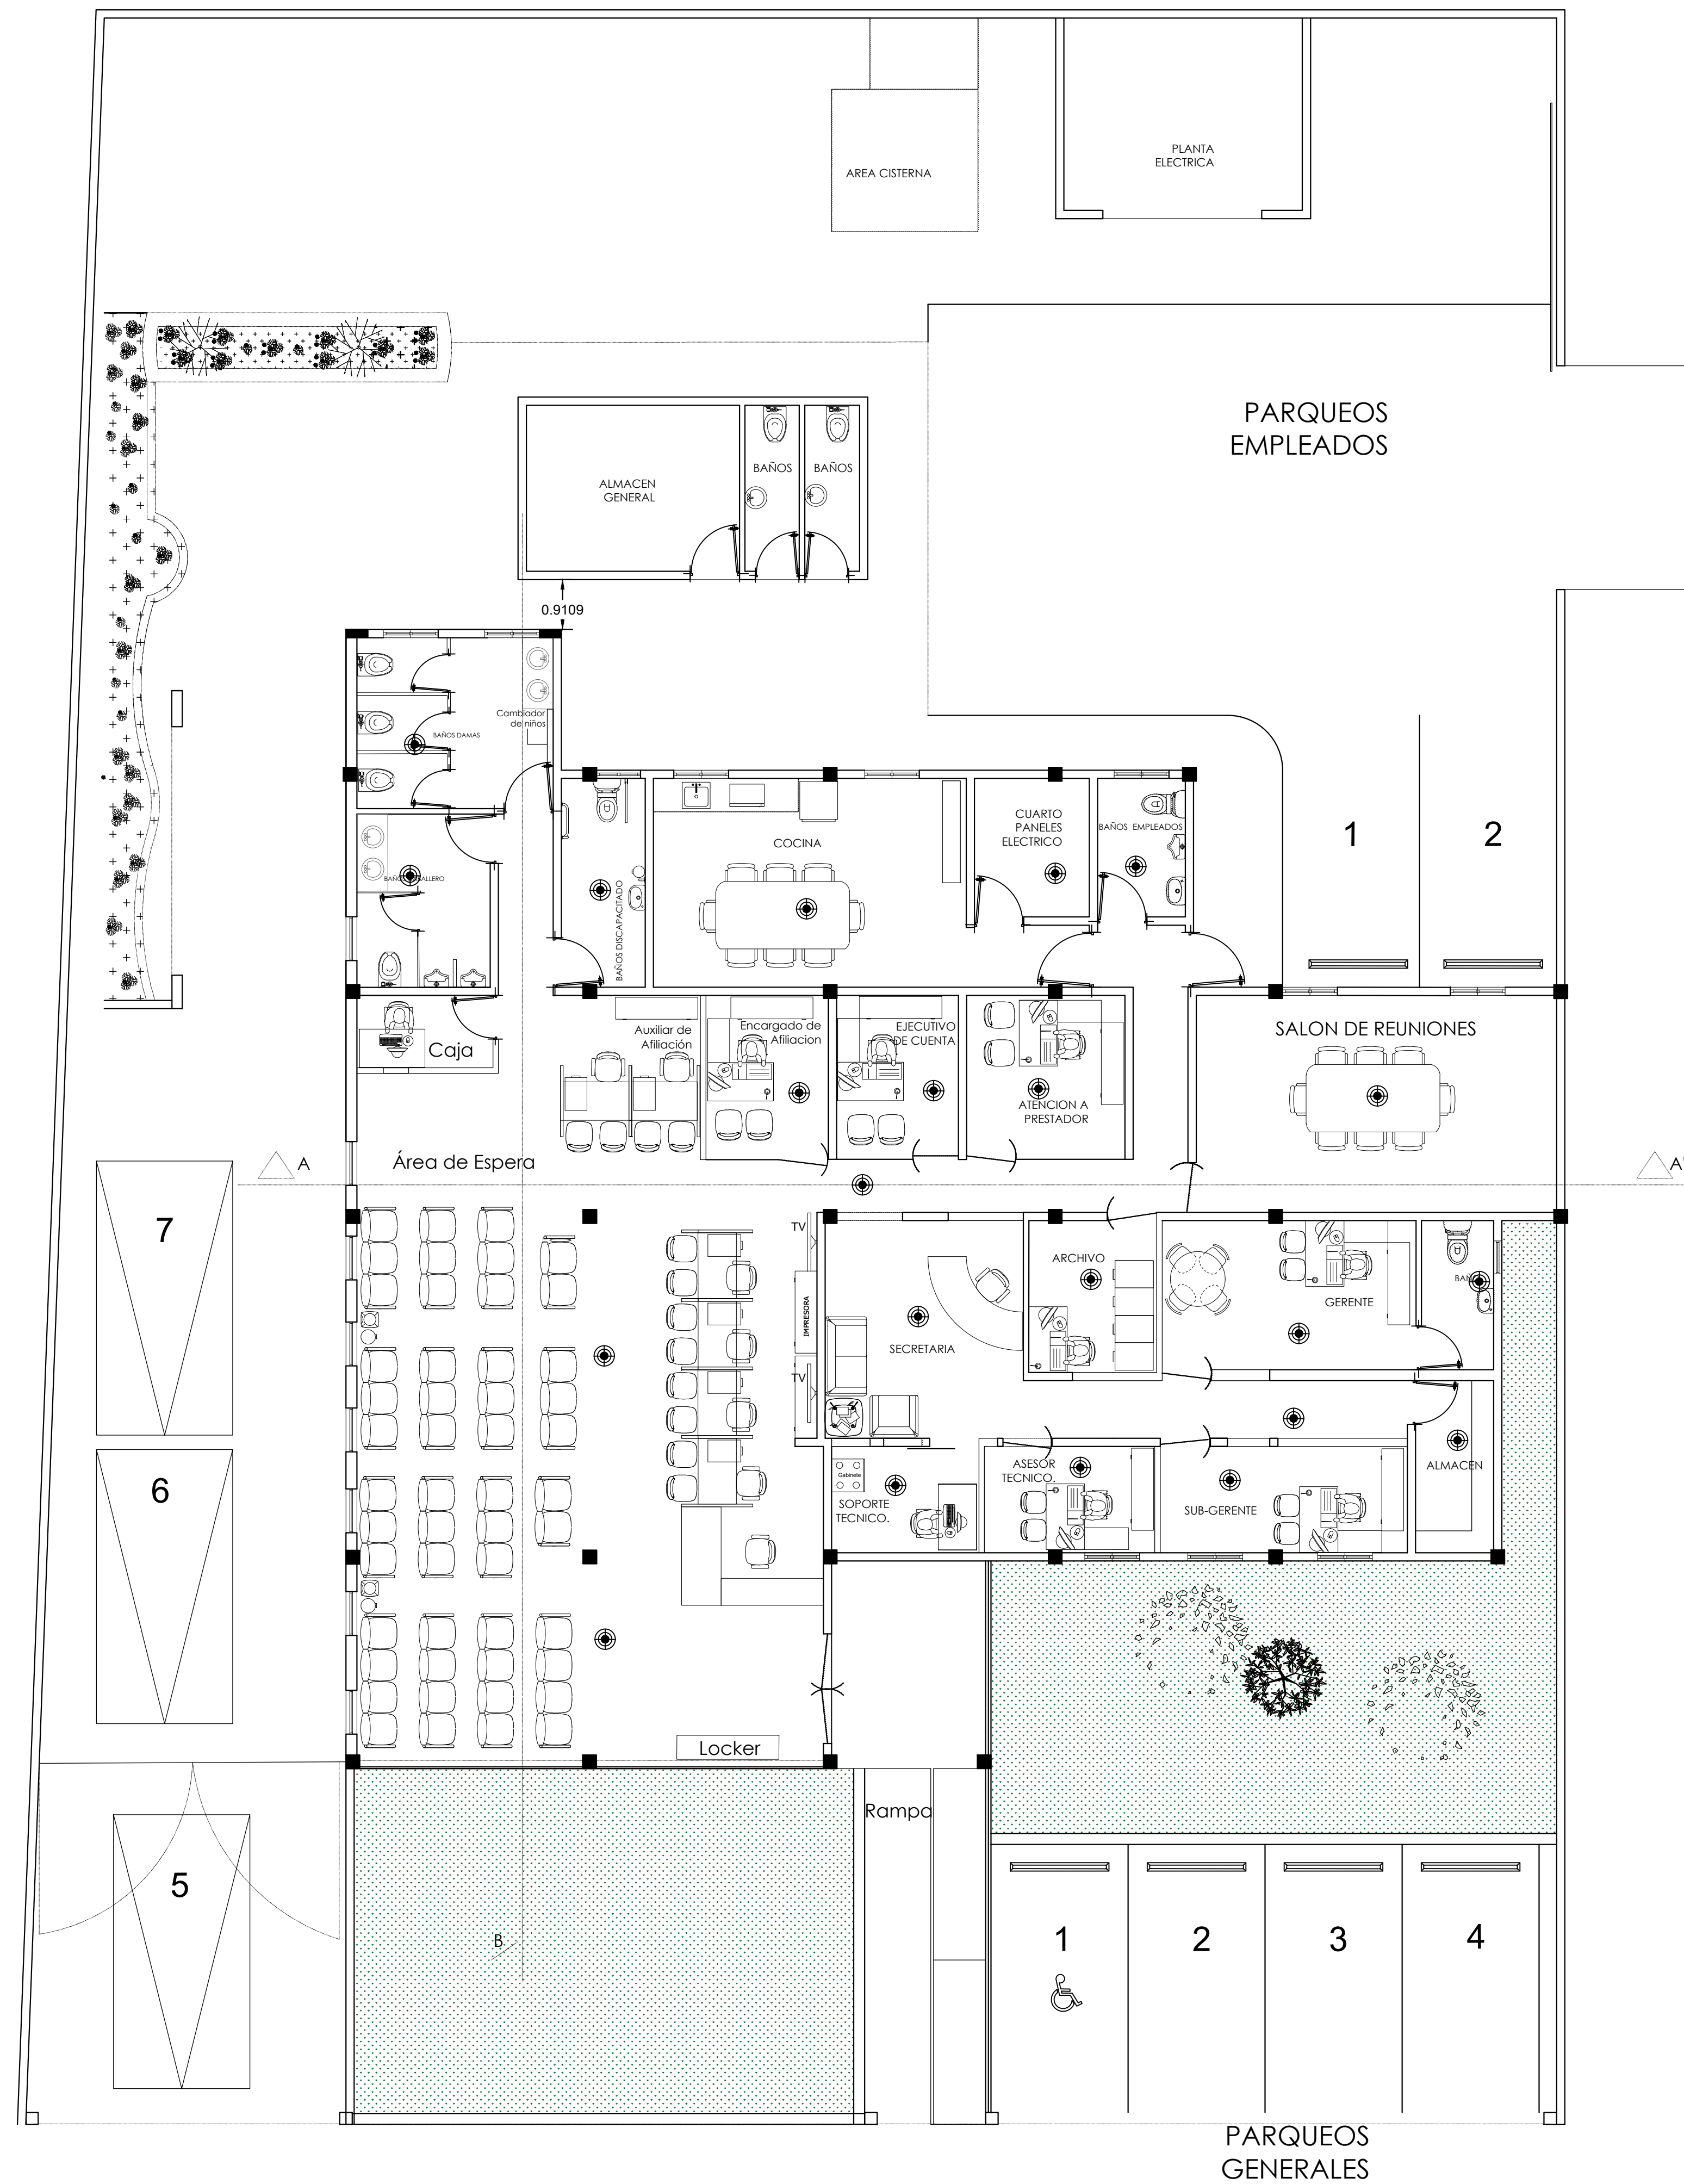 PLANTA
ELECTRICA
AREA CISTERNA
PARQUEOS
EMPLEADOS
BAÑOS
BAÑOS
ALMACEN
GENERAL
0.9109
Cambiador
de niños
BAÑOS DAMAS
CUARTO
PANELES
ELECTRICO
BAÑOS EMPLEADOS
1
2
COCINA
BAÑOS DISCAPACITADO
SALON DE REUNIONES
Auxiliar de
Afiliación
Encargado de
Afiliacion
EJECUTIVO
DE CUENTA
Caja
ATENCION A
PRESTADOR
A
Área de Espera
A'
7
TV
ARCHIVO
GERENTE
IMPRESORA
SECRETARIA
TV
6
ASESOR
TECNICO.
ALMACEN
Gabinete
SOPORTE
TECNICO.
SUB-GERENTE
Locker
Rampa
5
B
1
2
3
4
PARQUEOS
GENERALES